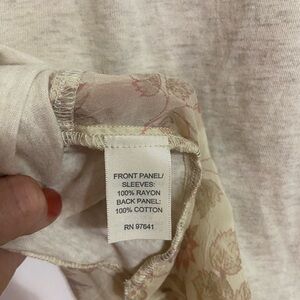 FRONT PANEL/
SLEEVES:
100% RAYON
BACK PANEL:
100% COTTON
RN 97641